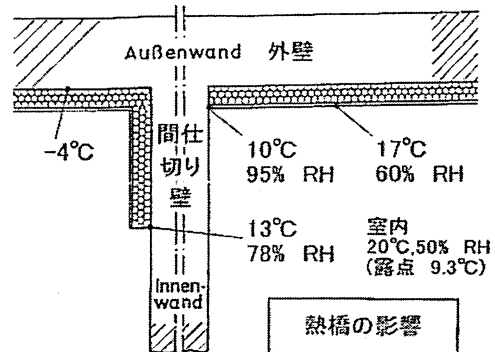 Außenwand 外壁
-4°C
間仕
切り
壁
10°C
95% RH
17°C
60% RH
13°C
78% RH
室内
20°C,50% RH
(露点 9.3°C)
Innen-
wand
熱橋の影響